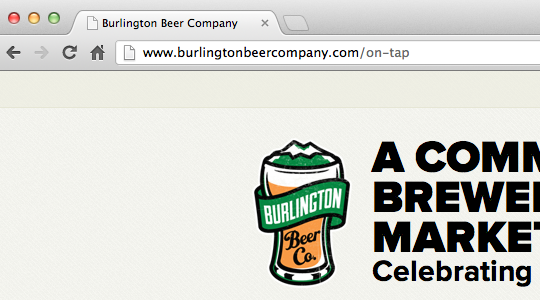 Burlington Beer Company
www.burlingtonbeercompany.com/on-tap
BURLINGTON
Beer
Co.
A COMM
BREWE
MARKET
Celebrating